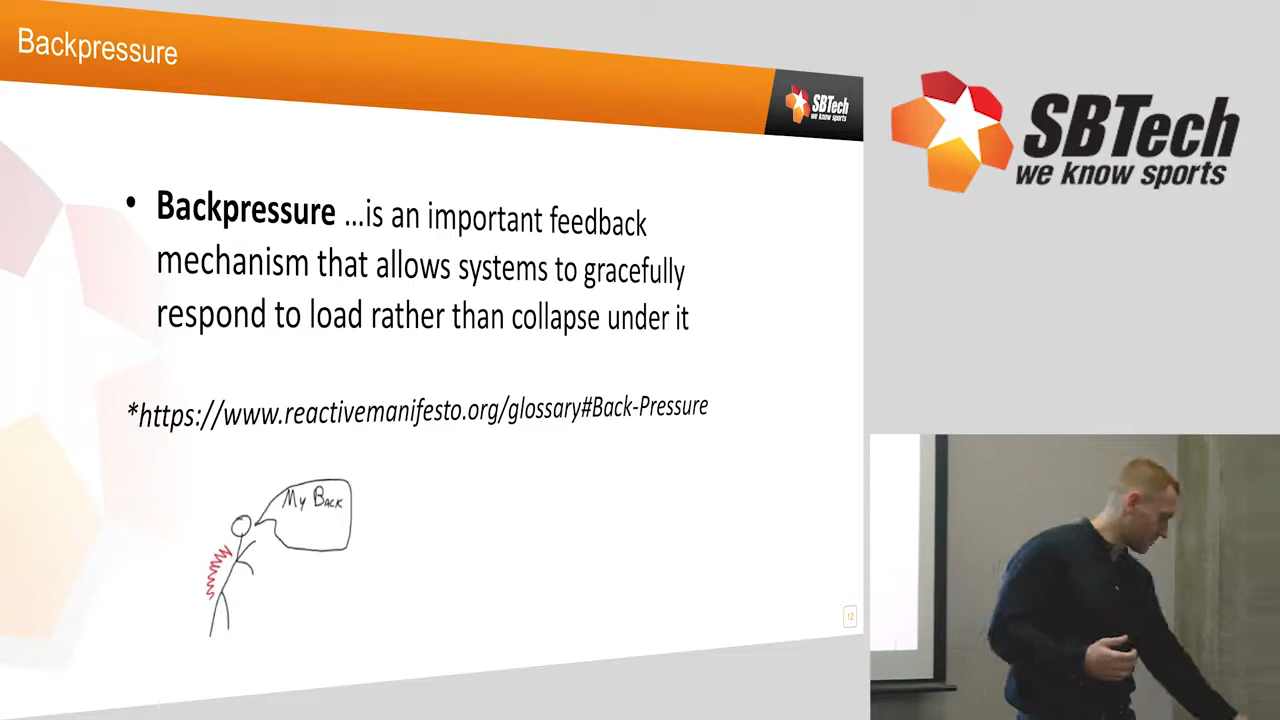 Backpressure
SBTech
we know sports
SBTech
we know sports
• Backpressure ...is an important feedback
mechanism that allows systems to gracefully
respond to load rather than collapse under it
*https://www.reactivemanifesto.org/glossary#Back-Pressure
My Back
12